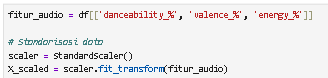 fitur_audio = df[['danceability_%', 'valence_%', 'energy_%']]
# Standarisasi data
scaler = StandardScaler()
X_scaled = scaler.fit_transform(fitur_audio)